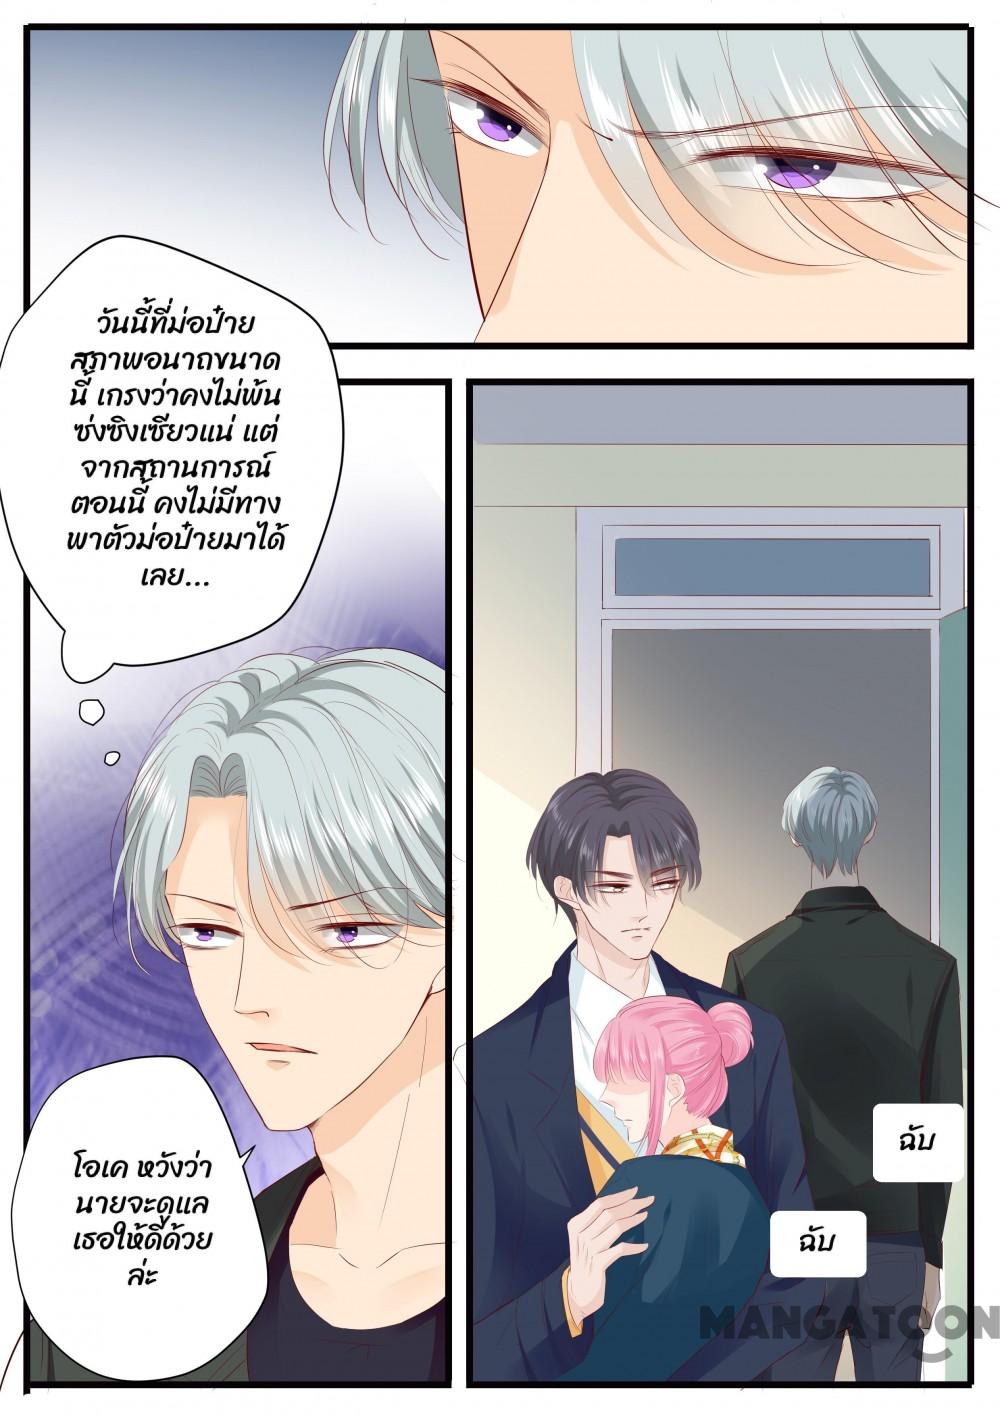 วันนี้ที่ม่อป๋าย
สภาพอนาถขนาด
นี้ เกรงว่าคงไม่พ้น
ซ่งซิงเซียวแน่ แต่
จากสถานการณ์
ตอนนี้ คงไม่มีทาง
พาตัวม่อป๋ายมาได้
เลย...
โอเค หวังว่า
นายจะดูแล
เธอให้ดีด้วย
ล่ะ
ฉับ
ฉับ
MANGATOON